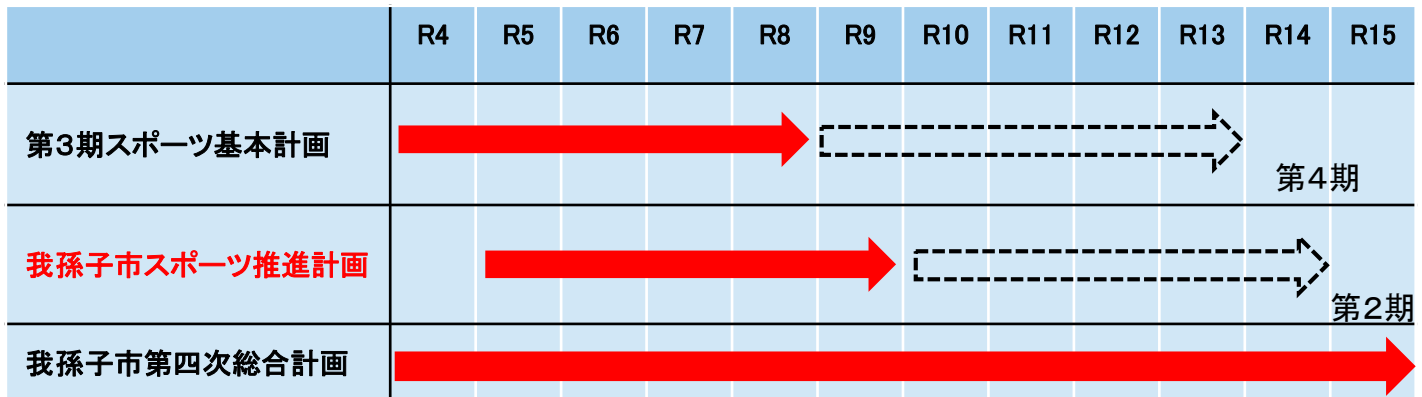 R4 R5 R6 R7 R8 R9 R10 R11 R12 R13 R14 R15
第3期スポーツ基本計画
第4期
我孫子市スポーツ推進計画
第2期
我孫子市第四次総合計画